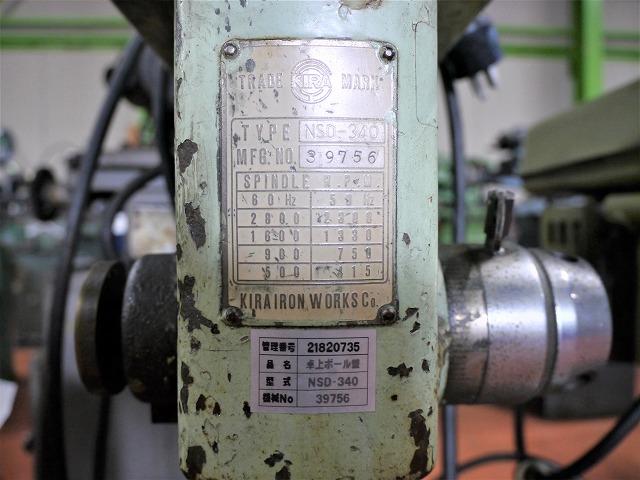 TRADE KIRA MARK
TYPE NSD-340
MFG.NO. 39756
SPINDLE R.P.M.
60Hz 50Hz
2800 2300
1600 1330
900 750
500 415
KIRA IRON WORKS Co.
管理番号 21820735
品名 卓上ボール盤
型式 NSD-340
機械No 39756